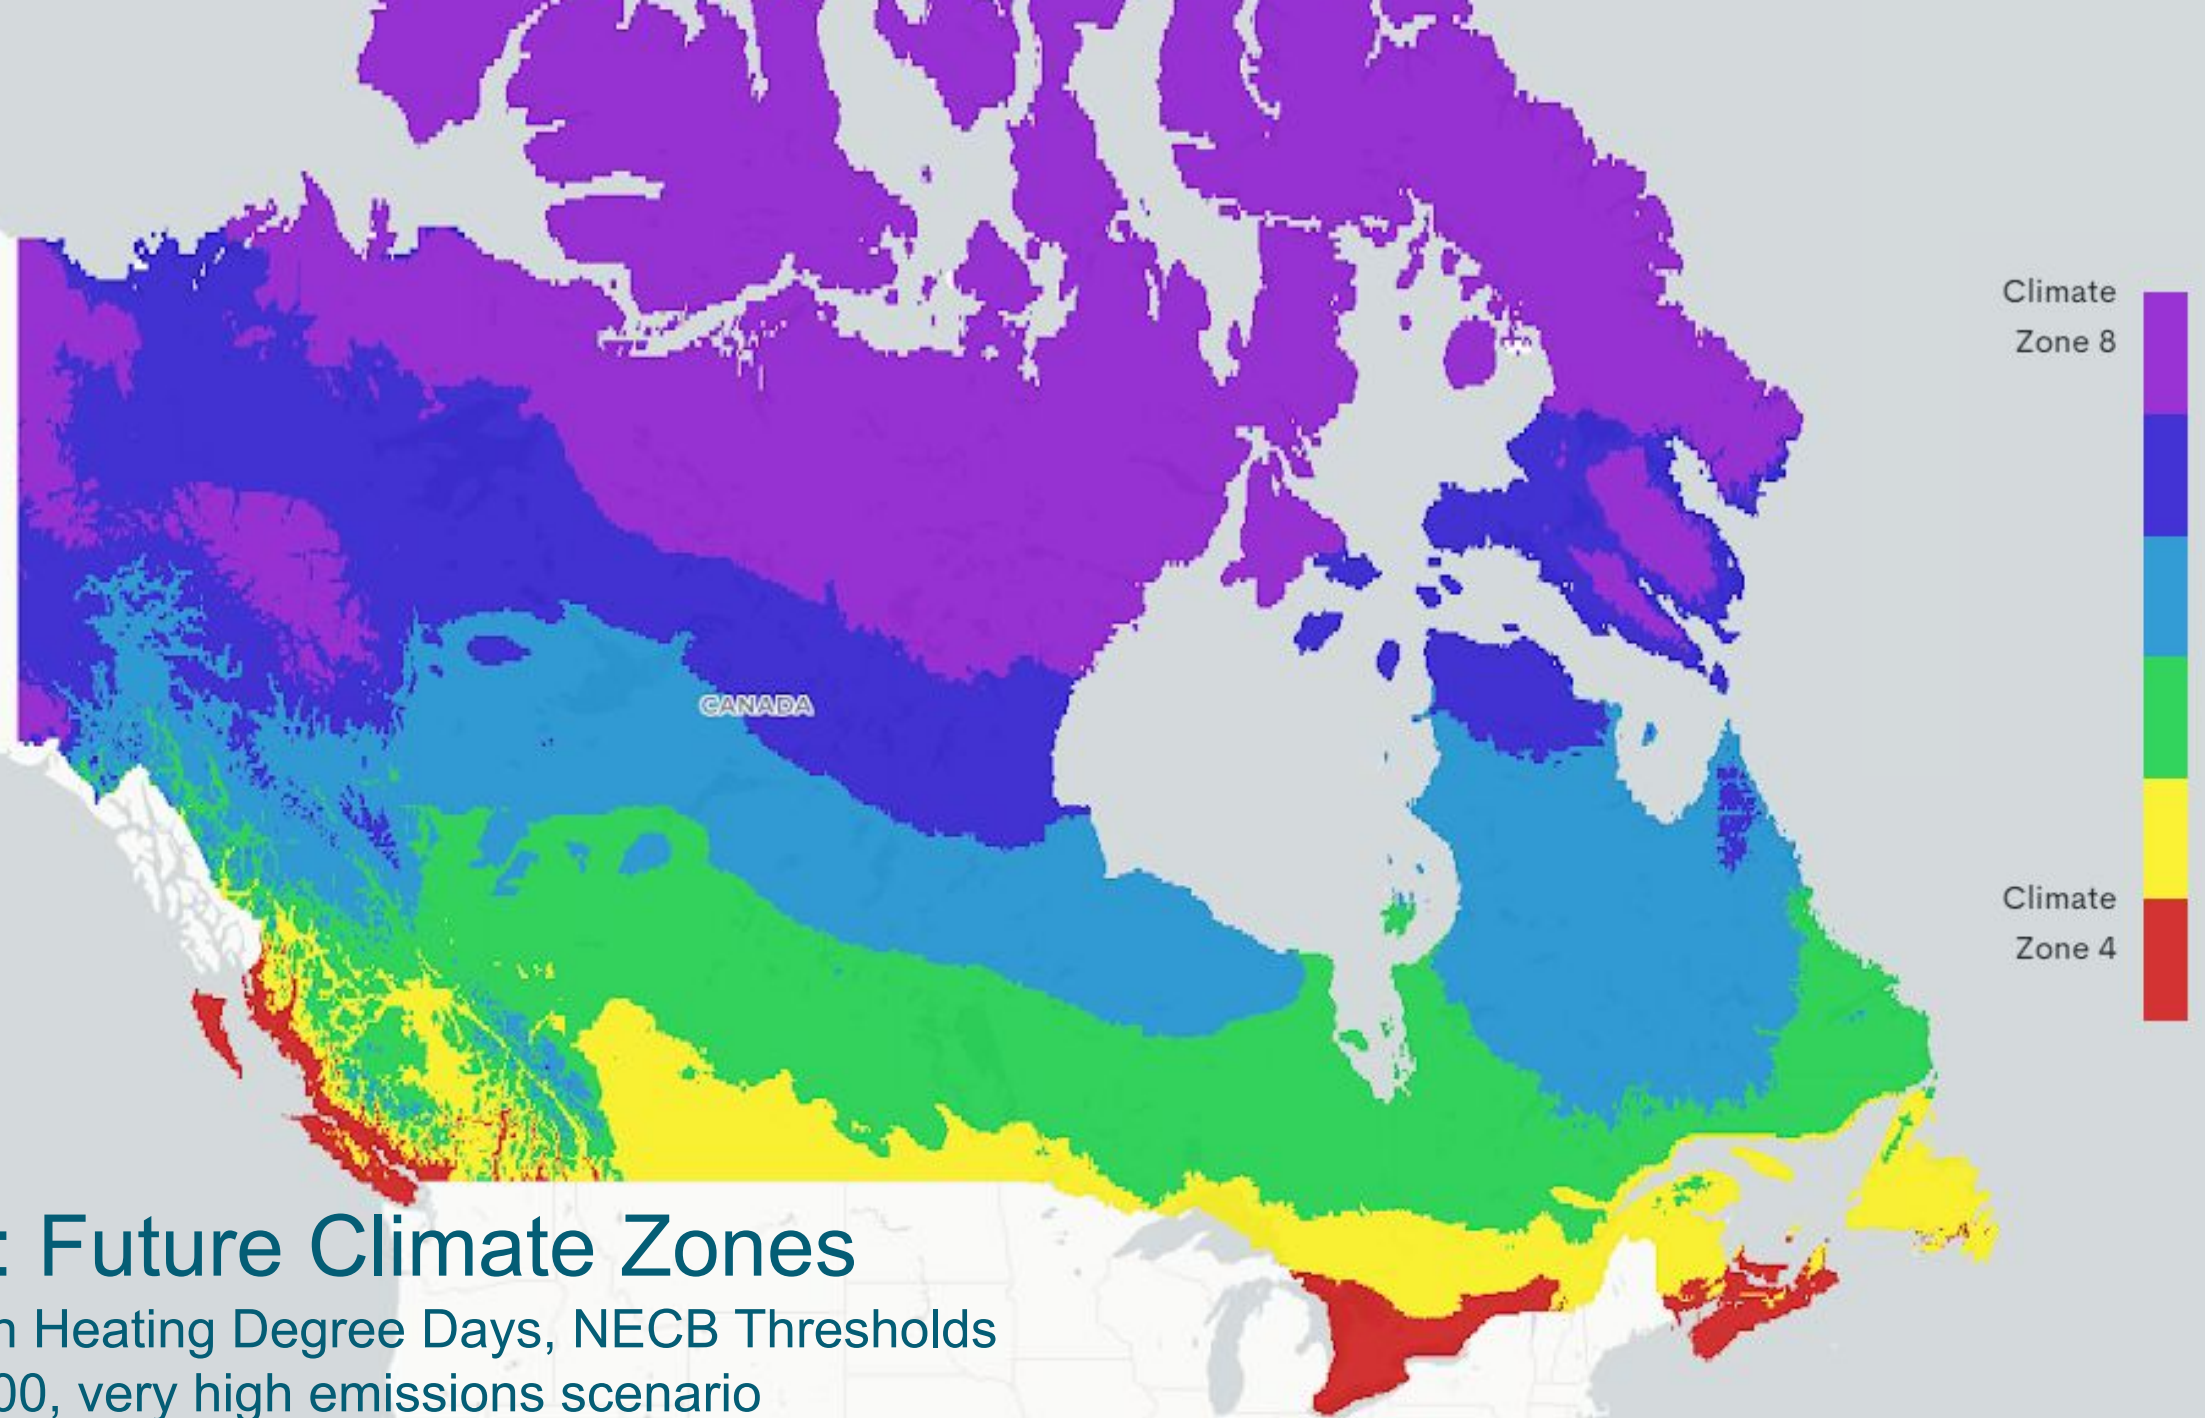 Climate
Zone 8
CANADA
Climate
Zone 4
: Future Climate Zones
Heating Degree Days, NECB Thresholds
00, very high emissions scenario